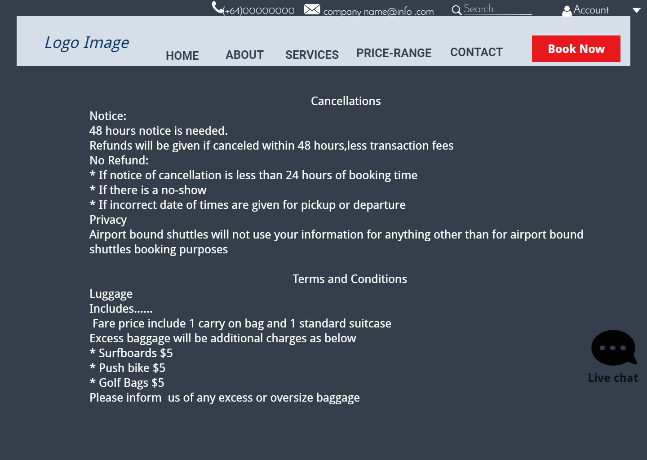 (+64)00000000 company name@info .com Search Account
Logo Image
HOME ABOUT SERVICES PRICE-RANGE CONTACT Book Now
Cancellations
Notice:
48 hours notice is needed.
Refunds will be given if canceled within 48 hours,less transaction fees
No Refund:
* If notice of cancellation is less than 24 hours of booking time
* If there is a no-show
* If incorrect date of times are given for pickup or departure
Privacy
Airport bound shuttles will not use your information for anything other than for airport bound
shuttles booking purposes
Terms and Conditions
Luggage
Includes......
Fare price include 1 carry on bag and 1 standard suitcase
Excess baggage will be additional charges as below
* Surfboards $5
* Push bike $5
* Golf Bags $5
Please inform  us of any excess or oversize baggage
Live chat